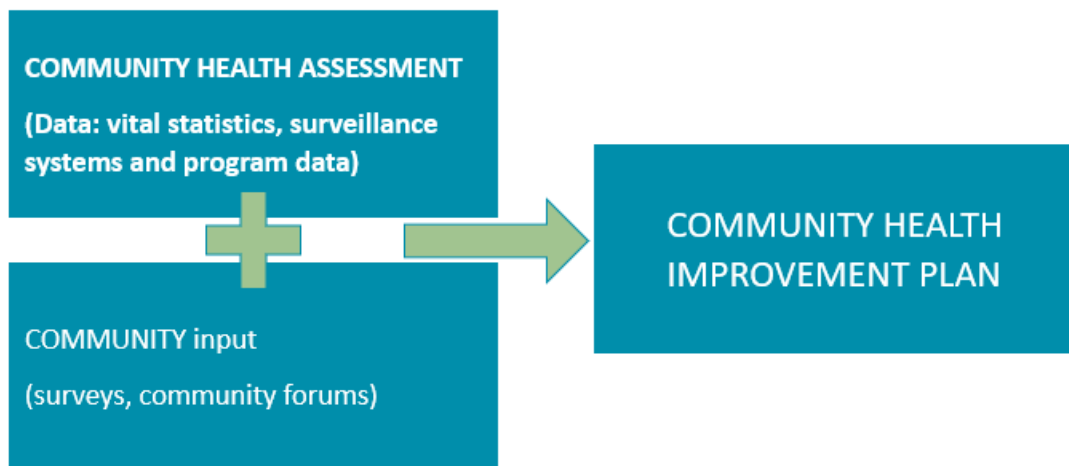 COMMUNITY HEALTH ASSESSMENT
(Data: vital statistics, surveillance
systems and program data)
COMMUNITY input
(surveys, community forums)
COMMUNITY HEALTH
IMPROVEMENT PLAN